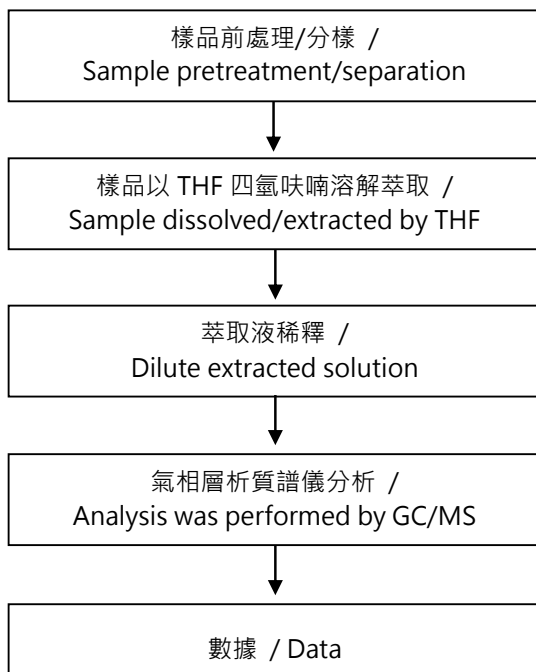 樣品前處理/分樣 /
Sample pretreatment/separation
樣品以 THF 四氫呋喃溶解萃取 /
Sample dissolved/extracted by THF
萃取液稀釋 /
Dilute extracted solution
氣相層析質譜儀分析 /
Analysis was performed by GC/MS
數據 / Data